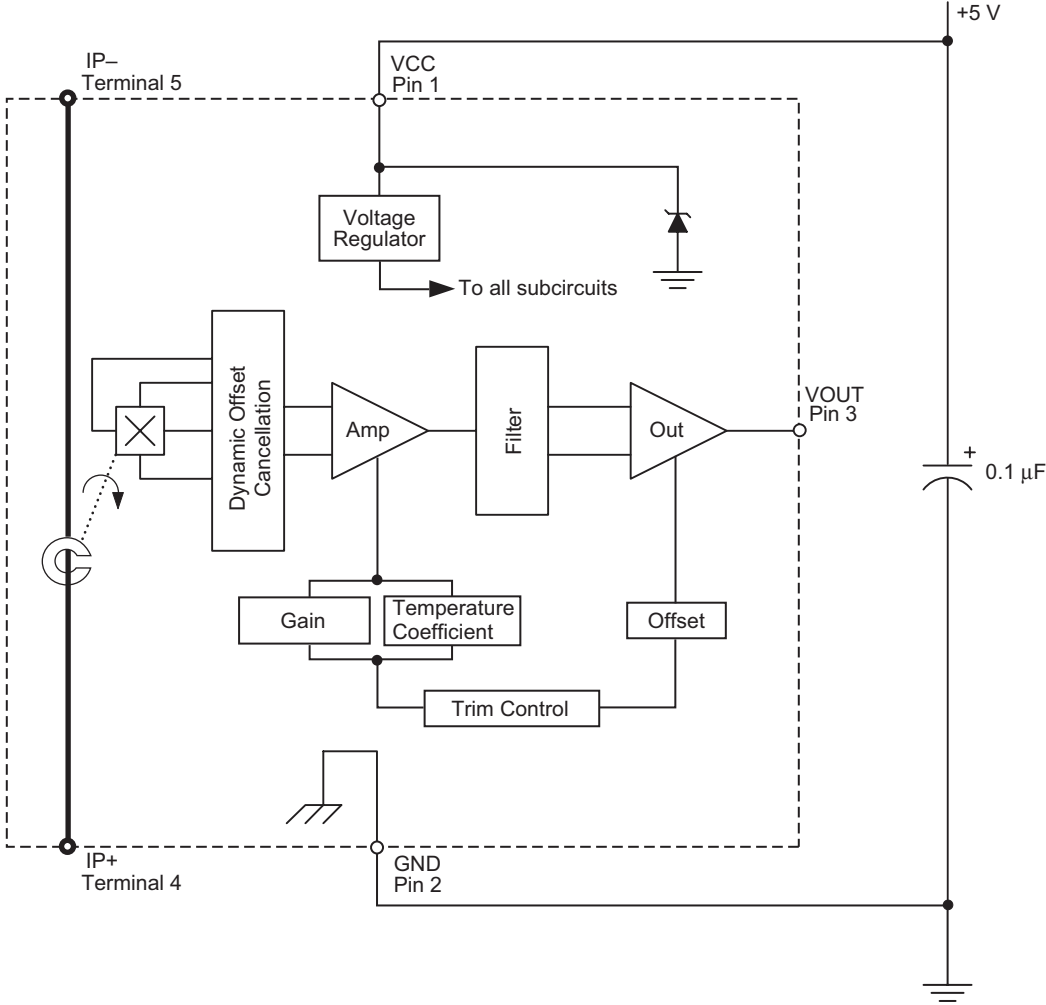 +5 V
IP–
Terminal 5
VCC
Pin 1
Voltage
Regulator
To all subcircuits
Dynamic Offset
Cancellation
Amp
Filter
Out
VOUT
Pin 3
+
0.1 μF
Gain
Temperature
Coefficient
Offset
Trim Control
IP+
Terminal 4
GND
Pin 2